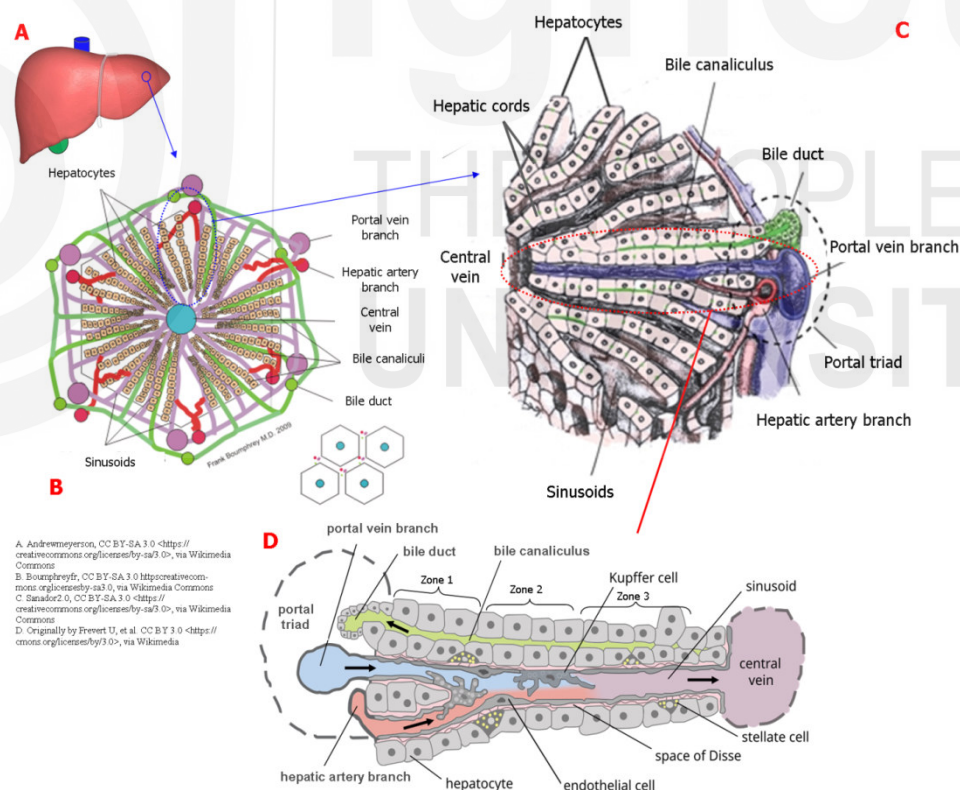 A
C
Hepatocytes
Bile canaliculus
Hepatic cords
Bile duct
Central
vein
Portal vein branch
Portal triad
Hepatic artery branch
Sinusoids
Hepatocytes
Portal vein
branch
Hepatic artery
branch
Central
vein
Bile canaliculi
Bile duct
Sinusoids
Frank Boumphrey M.D. 2009
B
A. Andrewmeyerson, CC BY-SA 3.0 <https://
creativecommons.org/licenses/by-sa/3.0>, via Wikimedia
Commons
B. Boumphreyfr, CC BY-SA 3.0 httpscreativecom-
mons.orglicensesby-sa3.0, via Wikimedia Commons
C. Sanador2.0, CC BY-SA 3.0 <https://
creativecommons.org/licenses/by-sa/3.0>, via Wikimedia
Commons
D. Originally by Frevert U, et al. CC BY 3.0 <https://
cmons.org/licenses/by/3.0>, via Wikimedia
D
portal vein branch
bile duct
bile canaliculus
Zone 1
Zone 2
Kupffer cell
Zone 3
sinusoid
portal
triad
central
vein
stellate cell
space of Disse
hepatic artery branch
hepatocyte
endothelial cell